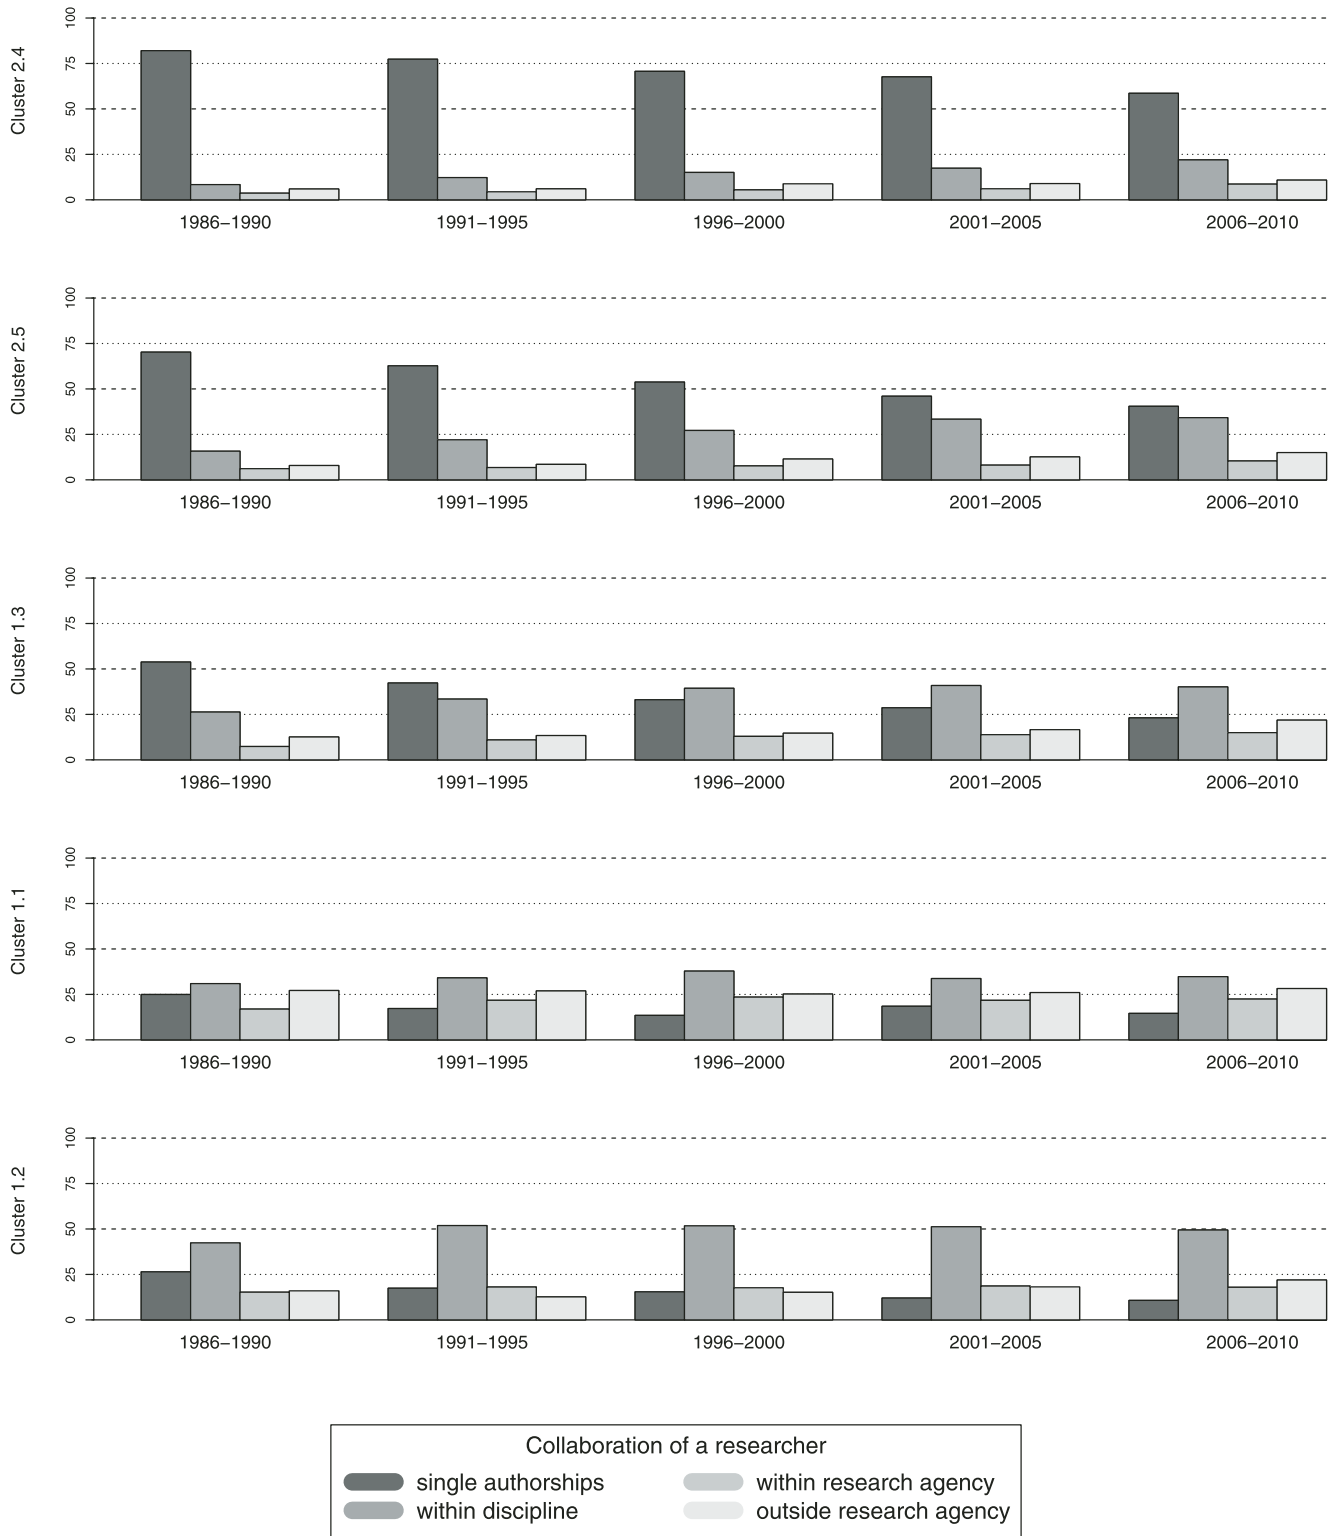 Cluster 2.4
100
75
50
25
0
1986–1990 1991–1995 1996–2000 2001–2005 2006–2010
Cluster 2.5
100
75
50
25
0
1986–1990 1991–1995 1996–2000 2001–2005 2006–2010
Cluster 1.3
100
75
50
25
0
1986–1990 1991–1995 1996–2000 2001–2005 2006–2010
Cluster 1.1
100
75
50
25
0
1986–1990 1991–1995 1996–2000 2001–2005 2006–2010
Cluster 1.2
100
75
50
25
0
1986–1990 1991–1995 1996–2000 2001–2005 2006–2010
Collaboration of a researcher
single authorships
within discipline
within research agency
outside research agency